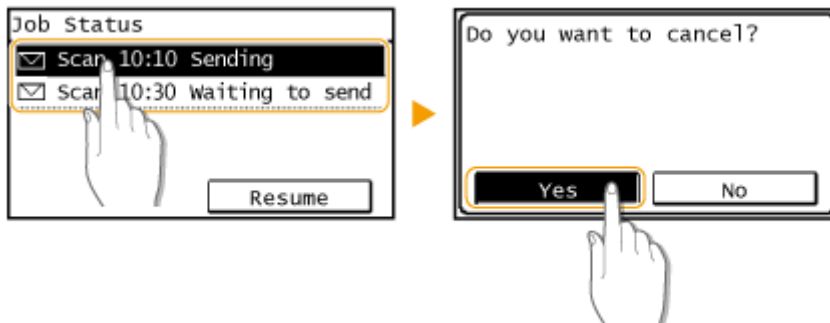 Job Status
Scan 10:10 Sending
Scan 10:30 Waiting to send
Resume
Do you want to cancel?
Yes
No